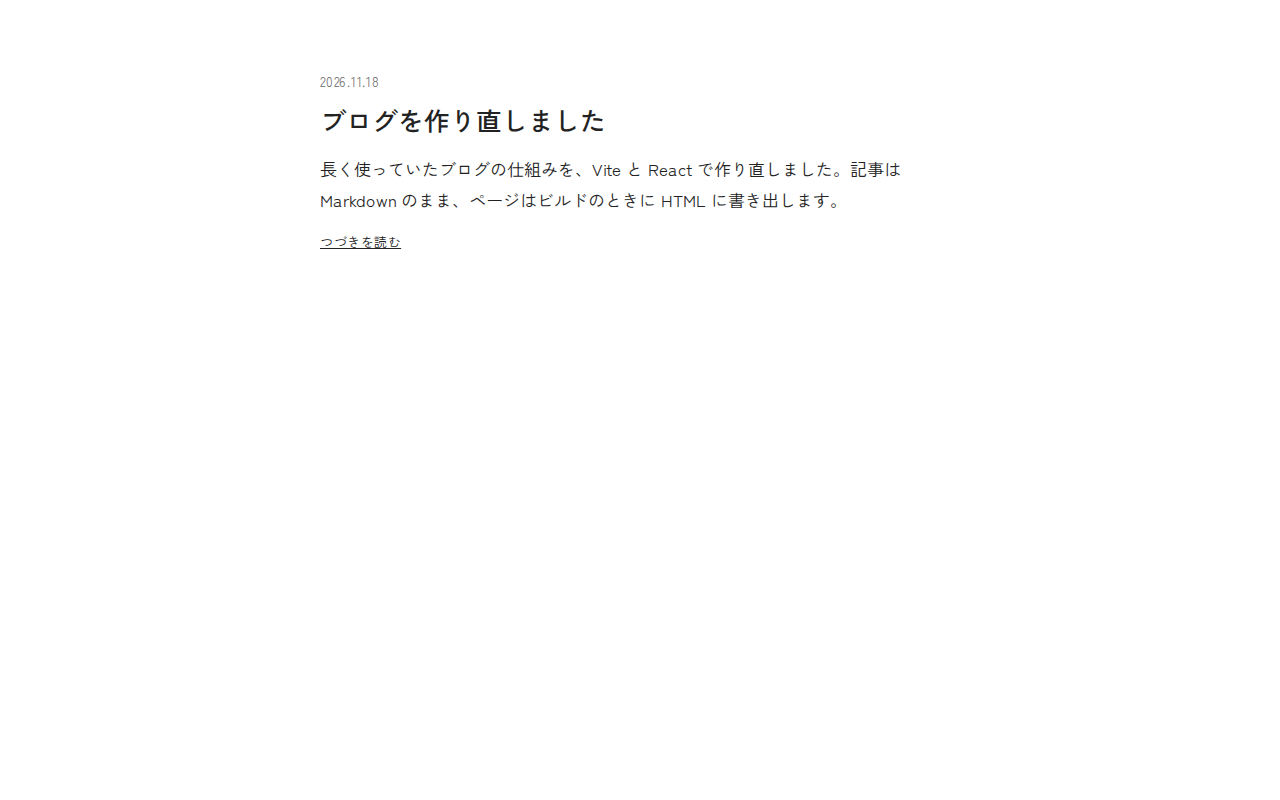 2026.11.18
ブログを作り直しました
長く使っていたブログの仕組みを、Vite と React で作り直しました。記事は
Markdown のまま、ページはビルドのときに HTML に書き出します。
つづきを読む